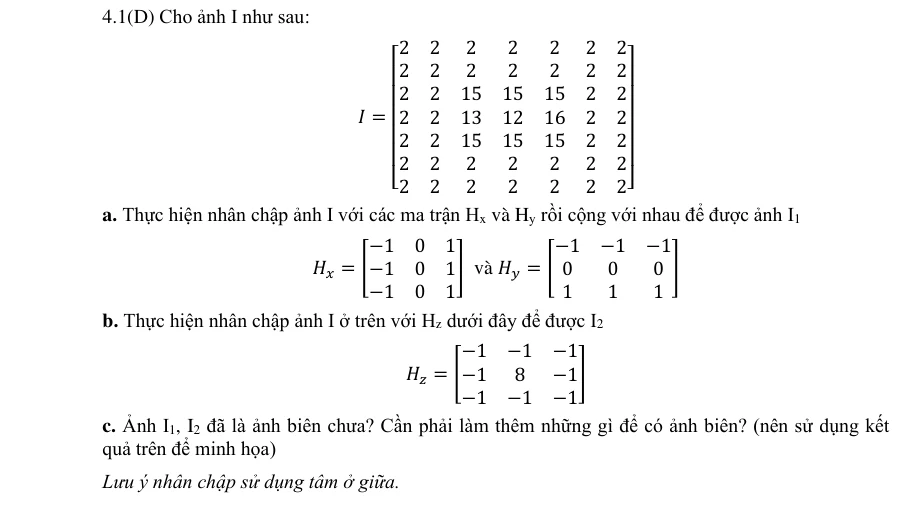 4.1(D) Cho ảnh I như sau:
2 2 2 2 2 2 2
2 2 2 2 2 2 2
2 2 15 15 15 2 2
I = 2 2 13 12 16 2 2
2 2 15 15 15 2 2
2 2 2 2 2 2 2
2 2 2 2 2 2 2
a. Thực hiện nhân chập ảnh I với các ma trận Hx và Hy rồi cộng với nhau để được ảnh I1
Hx = [−1 0 1; −1 0 1; −1 0 1] và Hy = [−1 −1 −1; 0 0 0; 1 1 1]
b. Thực hiện nhân chập ảnh I ở trên với Hz dưới đây để được I2
Hz = [−1 −1 −1; −1 8 −1; −1 −1 −1]
c. Ảnh I1, I2 đã là ảnh biên chưa? Cần phải làm thêm những gì để có ảnh biên? (nên sử dụng kết
quả trên để minh họa)
Lưu ý nhân chập sử dụng tâm ở giữa.